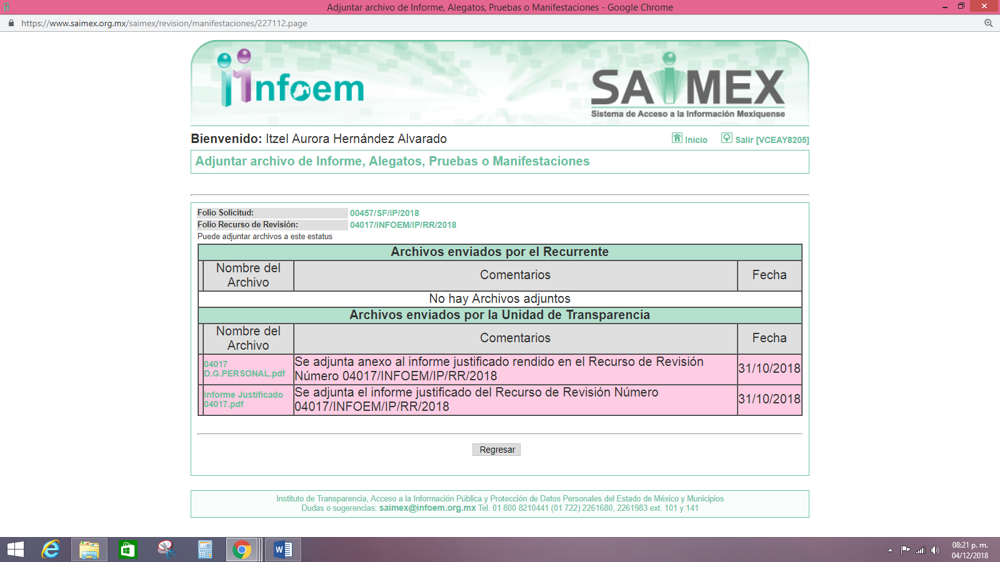 Adjuntar archivo de Informe, Alegatos, Pruebas o Manifestaciones - Google Chrome
https://www.saimex.org.mx/saimex/revision/manifestaciones/227112.page
infoem
SAIMEX
Sistema de Acceso a la Información Mexiquense
Bienvenido: Itzel Aurora Hernández Alvarado
Inicio
Salir [VCEAY8205]
Adjuntar archivo de Informe, Alegatos, Pruebas o Manifestaciones
Folio Solicitud: 00457/SF/IP/2018
Folio Recurso de Revisión: 04017/INFOEM/IP/RR/2018
Puede adjuntar archivos a este estatus
Archivos enviados por el Recurrente
Nombre del
Archivo
Comentarios
Fecha
No hay Archivos adjuntos
Archivos enviados por la Unidad de Transparencia
Nombre del
Archivo
Comentarios
Fecha
04017
D.G.PERSONAL.pdf
Se adjunta anexo al informe justificado rendido en el Recurso de Revisión
Número 04017/INFOEM/IP/RR/2018
31/10/2018
Informe Justificado
04017.pdf
Se adjunta el informe justificado del Recurso de Revisión Número
04017/INFOEM/IP/RR/2018
31/10/2018
Regresar
Instituto de Transparencia, Acceso a la Información Pública y Protección de Datos Personales del Estado de México y Municipios
Dudas o sugerencias: saimex@infoem.org.mx Tel. 01 800 8210441 (01 722) 2261680, 2261983 ext. 101 y 141
08:21 p. m.
04/12/2018